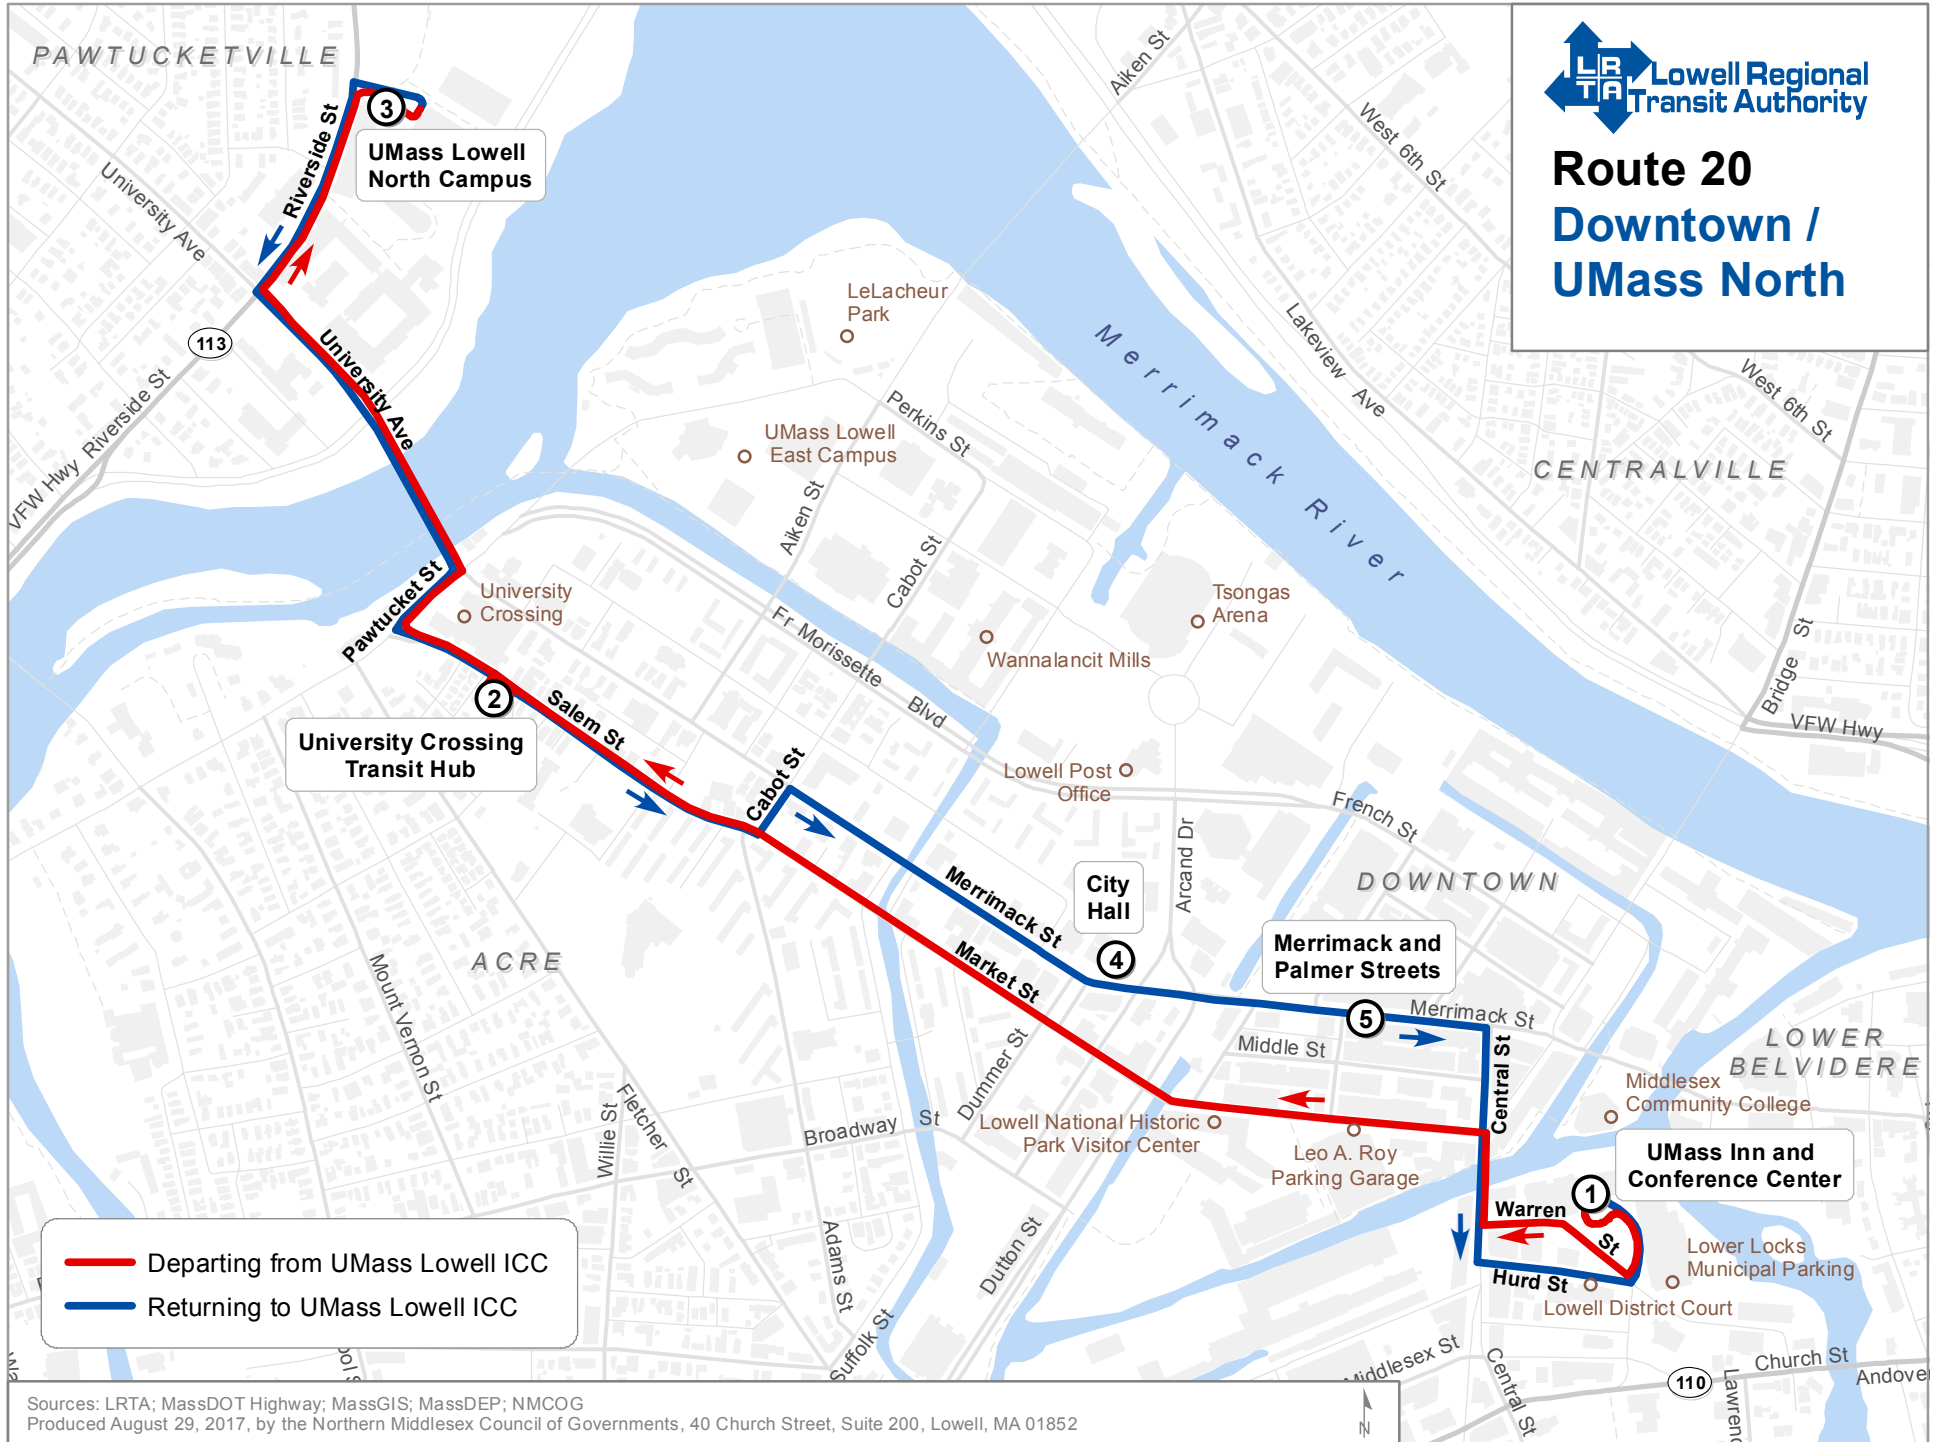 PAWTUCKETVILLE
3
UMass Lowell
North Campus
Riverside St
University Ave
113
VFW Hwy
Riverside St
University Ave
Aiken St
West 6th St
Lowell Regional
Transit Authority
LR
TA
Route 20
Downtown /
UMass North
LeLacheur
Park
Merrimack River
Lakeview Ave
West 6th St
CENTRALVILLE
UMass Lowell
East Campus
Perkins St
Aiken St
Cabot St
Pawtucket St
University
Crossing
Fr Morissette
Blvd
Wannalancit Mills
Tsongas
Arena
Bridge St
VFW Hwy
2
University Crossing
Transit Hub
Salem St
Cabot St
Lowell Post
Office
French St
Arcand Dr
DOWNTOWN
City
Hall
4
Merrimack St
Market St
Merrimack and
Palmer Streets
5
Merrimack St
Middle St
Central St
LOWER
BELVIDERE
ACRE
Mount Vernon St
Fletcher St
Willie St
Broadway St
Dummer St
Lowell National Historic
Park Visitor Center
Leo A. Roy
Parking Garage
Middlesex
Community College
UMass Inn and
Conference Center
1
Warren St
Hurd St
Lower Locks
Municipal Parking
Lowell District Court
Adams St
Dutton St
Suffolk St
Middlesex St
Central St
110
Church St
Andover
Lawrenc
Departing from UMass Lowell ICC
Returning to UMass Lowell ICC
Sources: LRTA; MassDOT Highway; MassGIS; MassDEP; NMCOG
Produced August 29, 2017, by the Northern Middlesex Council of Governments, 40 Church Street, Suite 200, Lowell, MA 01852
N